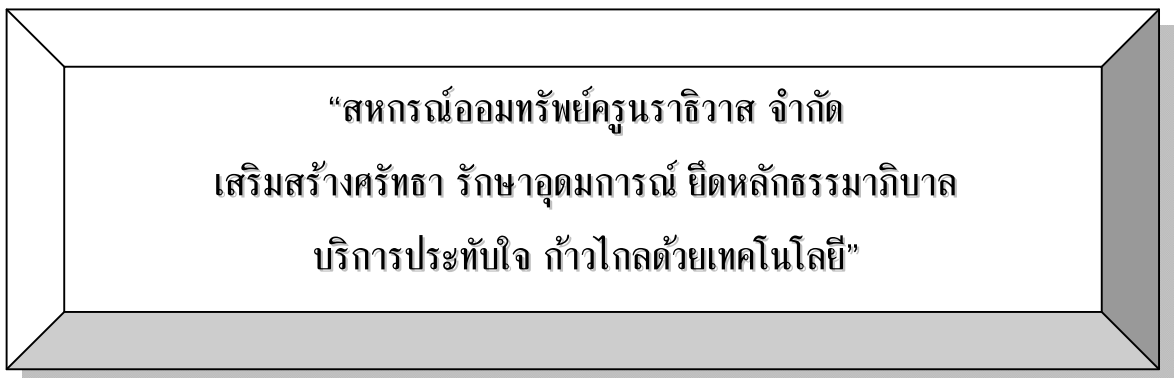 “สหกรณ์ออมทรัพย์ครูนราธิวาส จำกัด
เสริมสร้างศรัทธา รักษาอุดมการณ์ ยึดหลักธรรมาภิบาล
บริการประทับใจ ก้าวไกลด้วยเทคโนโลยี”